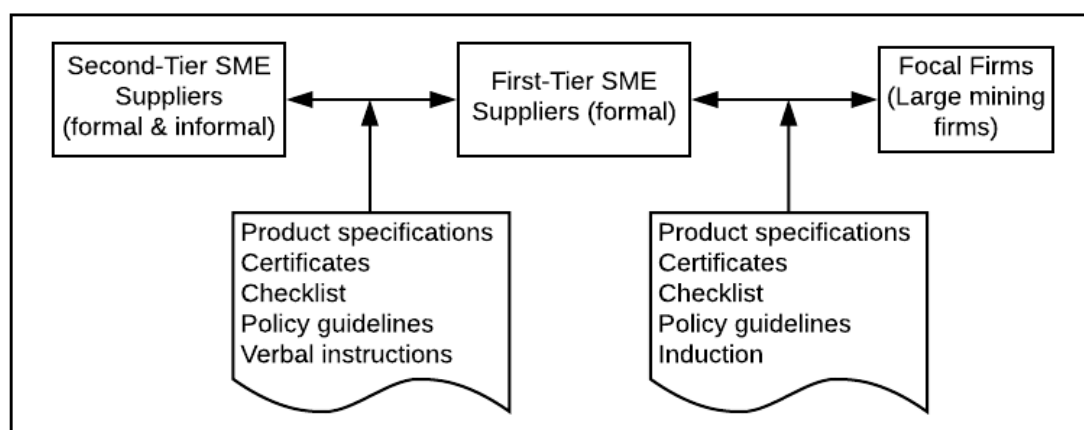 Second-Tier SME
Suppliers
(formal & informal)
First-Tier SME
Suppliers (formal)
Focal Firms
(Large mining
firms)
Product specifications
Certificates
Checklist
Policy guidelines
Verbal instructions
Product specifications
Certificates
Checklist
Policy guidelines
Induction